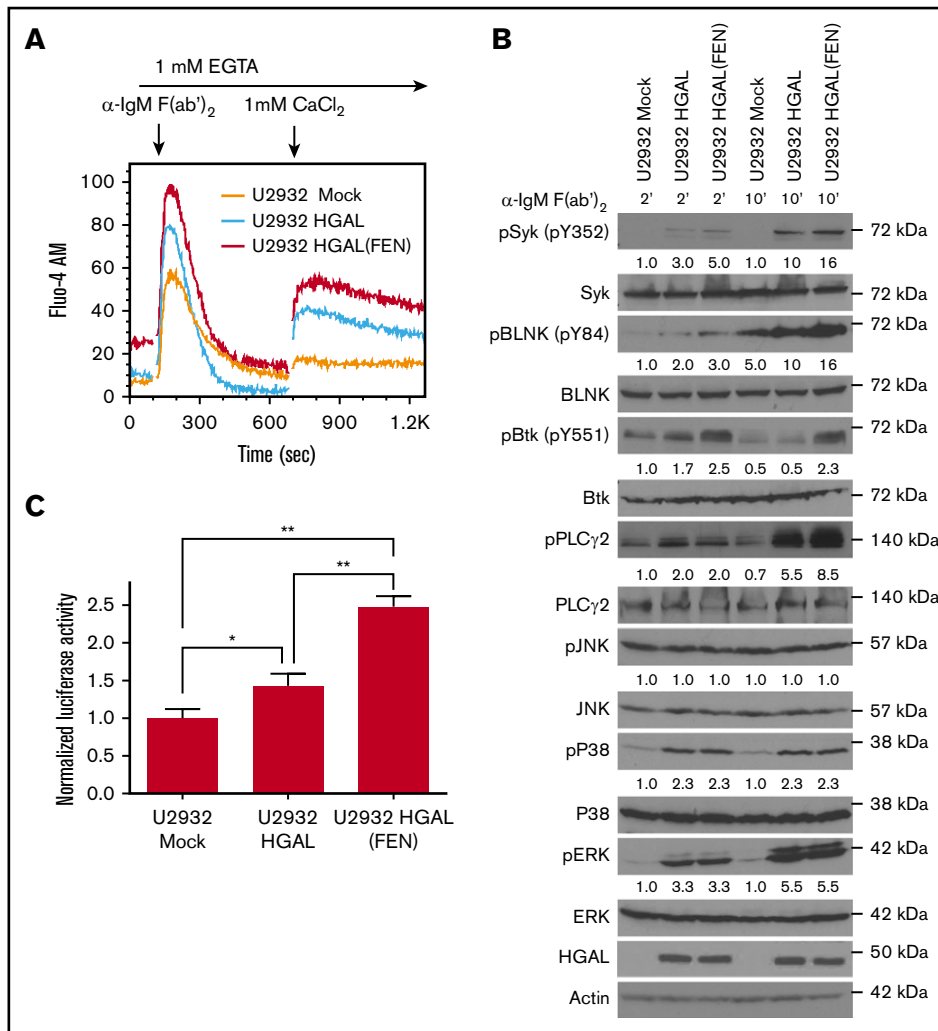 A
1 mM EGTA
α-IgM F(ab')2
1mM CaCl2
Fluo-4 AM
100
80
60
40
20
0
U2932 Mock
U2932 HGAL
U2932 HGAL(FEN)
0
300
600
900
1.2K
Time (sec)
B
U2932 Mock
U2932 HGAL
U2932 HGAL(FEN)
U2932 Mock
U2932 HGAL
U2932 HGAL(FEN)
α-IgM F(ab')2 2' 2' 2' 10' 10' 10'
pSyk (pY352) 72 kDa
1.0 3.0 5.0 1.0 10 16
Syk 72 kDa
pBLNK (pY84) 72 kDa
1.0 2.0 3.0 5.0 10 16
BLNK 72 kDa
pBtk (pY551) 72 kDa
1.0 1.7 2.5 0.5 0.5 2.3
Btk 72 kDa
pPLCγ2 140 kDa
1.0 2.0 2.0 0.7 5.5 8.5
PLCγ2 140 kDa
pJNK 57 kDa
1.0 1.0 1.0 1.0 1.0 1.0
JNK 57 kDa
pP38 38 kDa
1.0 2.3 2.3 1.0 2.3 2.3
P38 38 kDa
pERK 42 kDa
1.0 3.3 3.3 1.0 5.5 5.5
ERK 42 kDa
HGAL 50 kDa
Actin 42 kDa
C
Normalized luciferase activity
2.5
2.0
1.5
1.0
0.5
0.0
**
**
*
U2932 Mock
U2932 HGAL
U2932 HGAL (FEN)